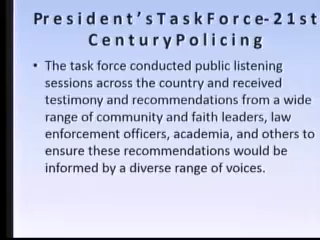 President's Task Force- 21st
Century Policing
• The task force conducted public listening
sessions across the country and received
testimony and recommendations from a wide
range of community and faith leaders, law
enforcement officers, academia, and others to
ensure these recommendations would be
informed by a diverse range of voices.